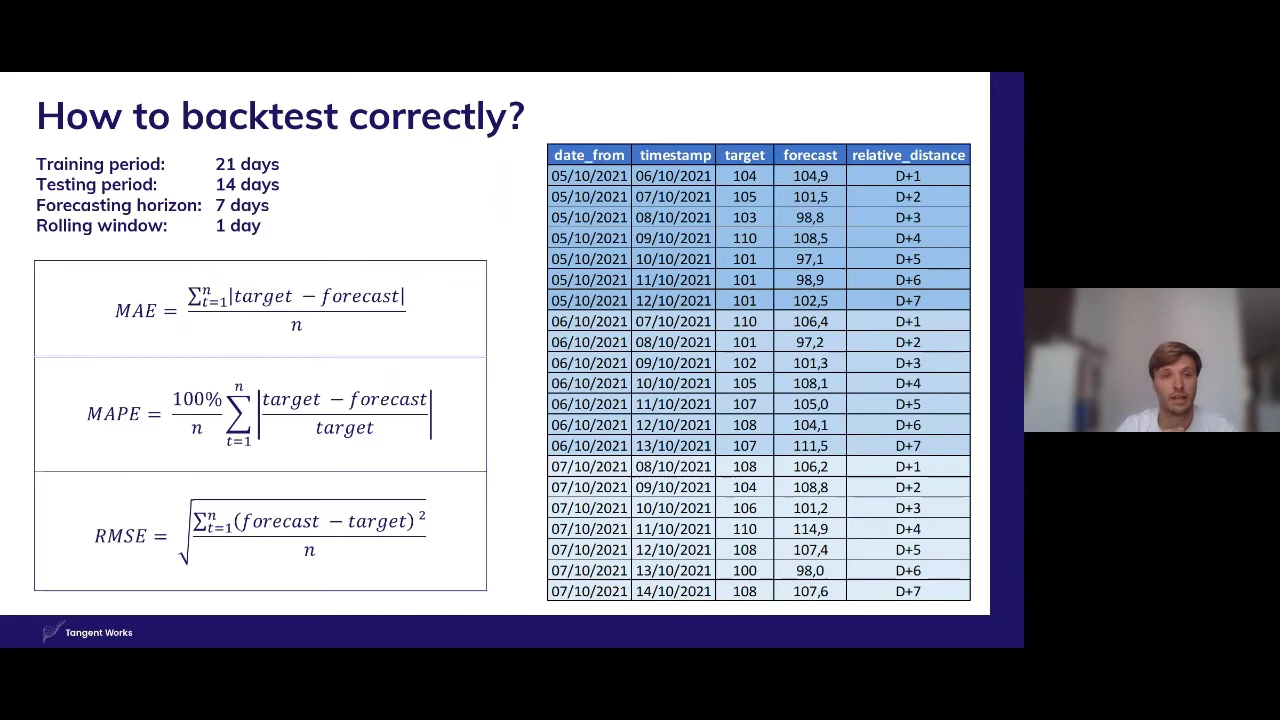 How to backtest correctly?
Training period: 21 days
Testing period: 14 days
Forecasting horizon: 7 days
Rolling window: 1 day
MAE = \frac{\sum_{t=1}^{n}|target - forecast|}{n}
MAPE = \frac{100\%}{n} \sum_{t=1}^{n} \left|\frac{target - forecast}{target}\right|
RMSE = \sqrt{\frac{\sum_{t=1}^{n}(forecast - target)^2}{n}}
date_from timestamp target forecast relative_distance
05/10/2021 06/10/2021 104 104,9 D+1
05/10/2021 07/10/2021 105 101,5 D+2
05/10/2021 08/10/2021 103 98,8 D+3
05/10/2021 09/10/2021 110 108,5 D+4
05/10/2021 10/10/2021 101 97,1 D+5
05/10/2021 11/10/2021 101 98,9 D+6
05/10/2021 12/10/2021 101 102,5 D+7
06/10/2021 07/10/2021 110 106,4 D+1
06/10/2021 08/10/2021 101 97,2 D+2
06/10/2021 09/10/2021 102 101,3 D+3
06/10/2021 10/10/2021 105 108,1 D+4
06/10/2021 11/10/2021 107 105,0 D+5
06/10/2021 12/10/2021 108 104,1 D+6
06/10/2021 13/10/2021 107 111,5 D+7
07/10/2021 08/10/2021 108 106,2 D+1
07/10/2021 09/10/2021 104 108,8 D+2
07/10/2021 10/10/2021 106 101,2 D+3
07/10/2021 11/10/2021 110 114,9 D+4
07/10/2021 12/10/2021 108 107,4 D+5
07/10/2021 13/10/2021 100 98,0 D+6
07/10/2021 14/10/2021 108 107,6 D+7
Tangent Works